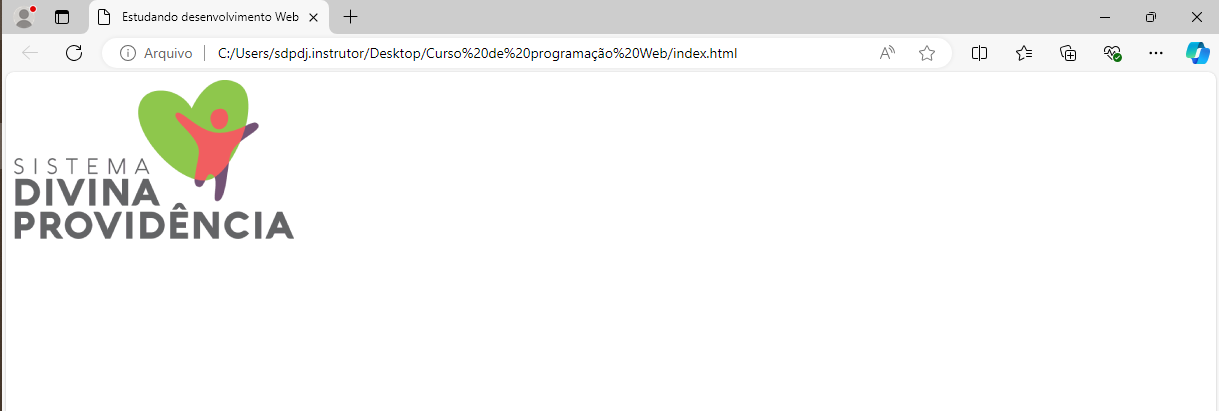 Estudando desenvolvimento Web
Arquivo
C:/Users/sdpdj.instrutor/Desktop/Curso%20de%20programação%20Web/index.html
SISTEMA
DIVINA
PROVIDÊNCIA